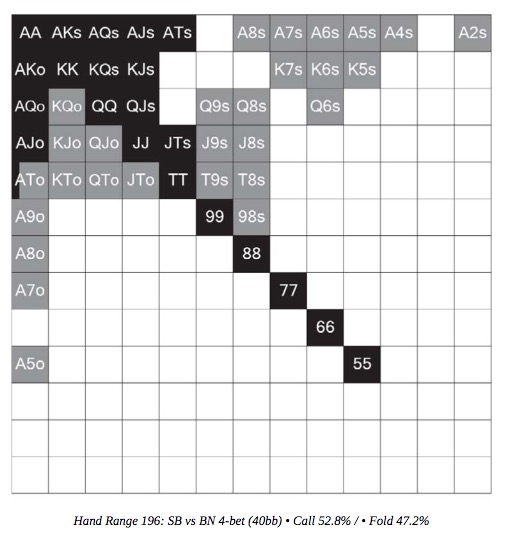 AA AKs AQs AJs ATs A8s A7s A6s A5s A4s A2s
AKo KK KQs KJs K7s K6s K5s
AQo KQo QQ QJs Q9s Q8s Q6s
AJo KJo QJo JJ JTs J9s J8s
ATo KTo QTo JTo TT T9s T8s
A9o 99 98s
A8o 88
A7o 77
66
A5o 55
Hand Range 196: SB vs BN 4-bet (40bb) • Call 52.8% / • Fold 47.2%